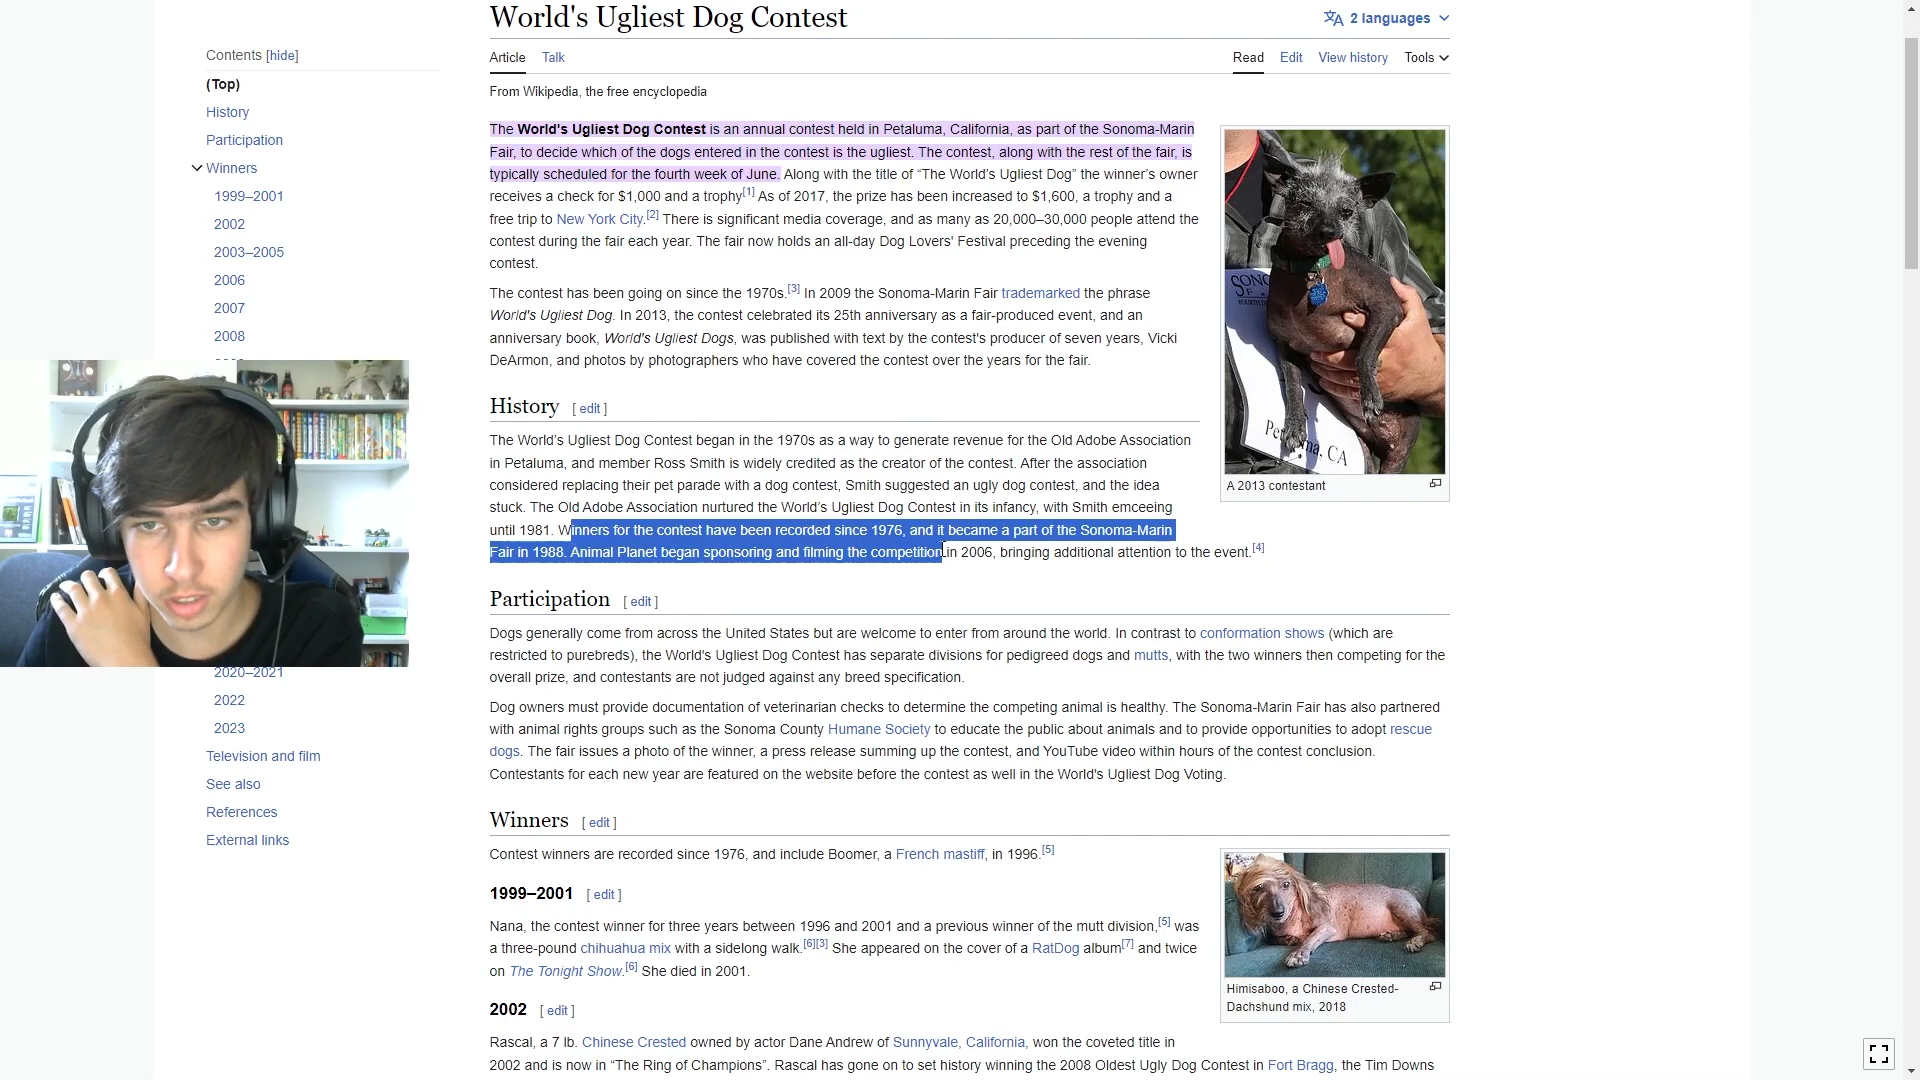 World's Ugliest Dog Contest
2 languages
Contents [hide]
(Top)
History
Participation
Winners
1999–2001
2002
2003–2005
2006
2007
2008
2020–2021
2022
2023
Television and film
See also
References
External links
Article Talk
Read Edit View history Tools
From Wikipedia, the free encyclopedia
The World's Ugliest Dog Contest is an annual contest held in Petaluma, California, as part of the Sonoma-Marin
Fair, to decide which of the dogs entered in the contest is the ugliest. The contest, along with the rest of the fair, is
typically scheduled for the fourth week of June. Along with the title of “The World’s Ugliest Dog” the winner’s owner
receives a check for $1,000 and a trophy[1] As of 2017, the prize has been increased to $1,600, a trophy and a
free trip to New York City.[2] There is significant media coverage, and as many as 20,000–30,000 people attend the
contest during the fair each year. The fair now holds an all-day Dog Lovers' Festival preceding the evening
contest.
The contest has been going on since the 1970s.[3] In 2009 the Sonoma-Marin Fair trademarked the phrase
World's Ugliest Dog. In 2013, the contest celebrated its 25th anniversary as a fair-produced event, and an
anniversary book, World's Ugliest Dogs, was published with text by the contest's producer of seven years, Vicki
DeArmon, and photos by photographers who have covered the contest over the years for the fair.
A 2013 contestant
History [ edit ]
The World’s Ugliest Dog Contest began in the 1970s as a way to generate revenue for the Old Adobe Association
in Petaluma, and member Ross Smith is widely credited as the creator of the contest. After the association
considered replacing their pet parade with a dog contest, Smith suggested an ugly dog contest, and the idea
stuck. The Old Adobe Association nurtured the World’s Ugliest Dog Contest in its infancy, with Smith emceeing
until 1981. Winners for the contest have been recorded since 1976, and it became a part of the Sonoma-Marin
Fair in 1988. Animal Planet began sponsoring and filming the competition in 2006, bringing additional attention to the event.[4]
Participation [ edit ]
Dogs generally come from across the United States but are welcome to enter from around the world. In contrast to conformation shows (which are
restricted to purebreds), the World's Ugliest Dog Contest has separate divisions for pedigreed dogs and mutts, with the two winners then competing for the
overall prize, and contestants are not judged against any breed specification.
Dog owners must provide documentation of veterinarian checks to determine the competing animal is healthy. The Sonoma-Marin Fair has also partnered
with animal rights groups such as the Sonoma County Humane Society to educate the public about animals and to provide opportunities to adopt rescue
dogs. The fair issues a photo of the winner, a press release summing up the contest, and YouTube video within hours of the contest conclusion.
Contestants for each new year are featured on the website before the contest as well in the World's Ugliest Dog Voting.
Winners [ edit ]
Contest winners are recorded since 1976, and include Boomer, a French mastiff, in 1996.[5]
1999–2001 [ edit ]
Nana, the contest winner for three years between 1996 and 2001 and a previous winner of the mutt division,[5] was
a three-pound chihuahua mix with a sidelong walk.[6][3] She appeared on the cover of a RatDog album[7] and twice
on The Tonight Show.[6] She died in 2001.
Himisaboo, a Chinese Crested-
Dachshund mix, 2018
2002 [ edit ]
Rascal, a 7 lb. Chinese Crested owned by actor Dane Andrew of Sunnyvale, California, won the coveted title in
2002 and is now in “The Ring of Champions”. Rascal has gone on to set history winning the 2008 Oldest Ugly Dog Contest in Fort Bragg, the Tim Downs